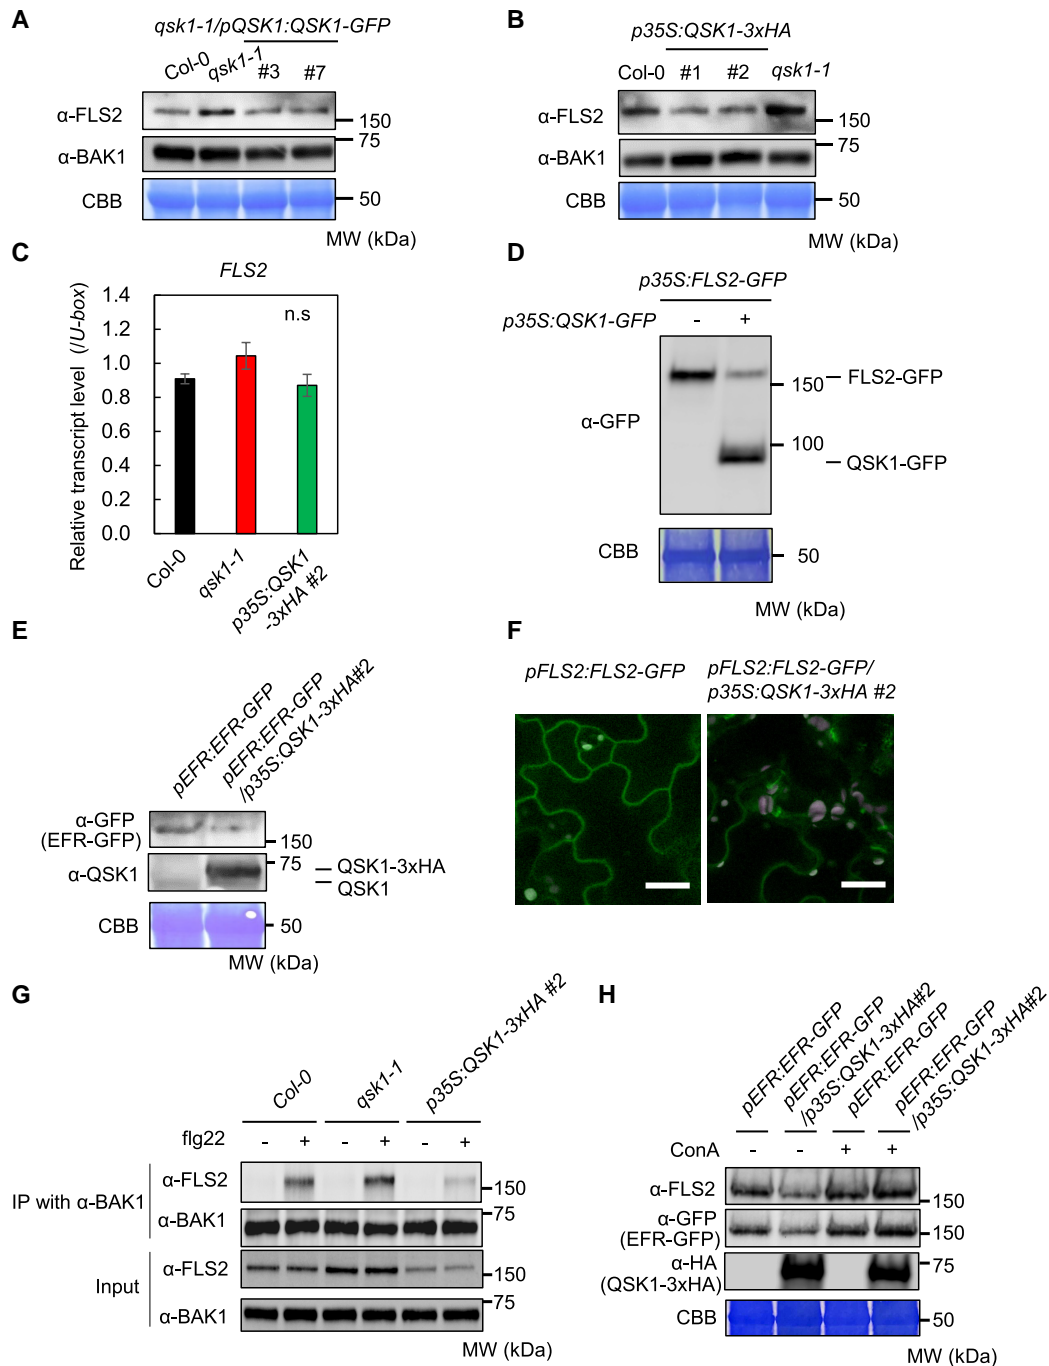 A
qsk1-1/pQSK1:QSK1-GFP
Col-0 qsk1-1 #3 #7
α-FLS2
150
75
α-BAK1
CBB
50
MW (kDa)
B
p35S:QSK1-3xHA
Col-0 #1 #2 qsk1-1
α-FLS2
150
75
α-BAK1
CBB
50
MW (kDa)
C
FLS2
Relative transcript level (/U-box)
1.4
1.2
1.0
0.8
0.6
0.4
0.2
0.0
n.s
Col-0
qsk1-1
p35S:QSK1
-3xHA #2
D
p35S:FLS2-GFP
p35S:QSK1-GFP - +
150 FLS2-GFP
α-GFP
100
QSK1-GFP
CBB
50
MW (kDa)
E
pEFR:EFR-GFP
pEFR:EFR-GFP
/p35S:QSK1-3xHA#2
α-GFP
(EFR-GFP)
150
75
α-QSK1
QSK1-3xHA
QSK1
CBB
50
MW (kDa)
F
pFLS2:FLS2-GFP
pFLS2:FLS2-GFP/
p35S:QSK1-3xHA #2
G
Col-0
qsk1-1
p35S:QSK1-3xHA #2
flg22 - + - + - +
IP with α-BAK1
α-FLS2
150
75
α-BAK1
Input
α-FLS2
150
75
α-BAK1
MW (kDa)
H
pEFR:EFR-GFP
pEFR:EFR-GFP
/p35S:QSK1-3xHA#2
pEFR:EFR-GFP
pEFR:EFR-GFP
/p35S:QSK1-3xHA#2
ConA - - + +
α-FLS2
150
α-GFP
(EFR-GFP)
150
α-HA
(QSK1-3xHA)
75
CBB
50
MW (kDa)